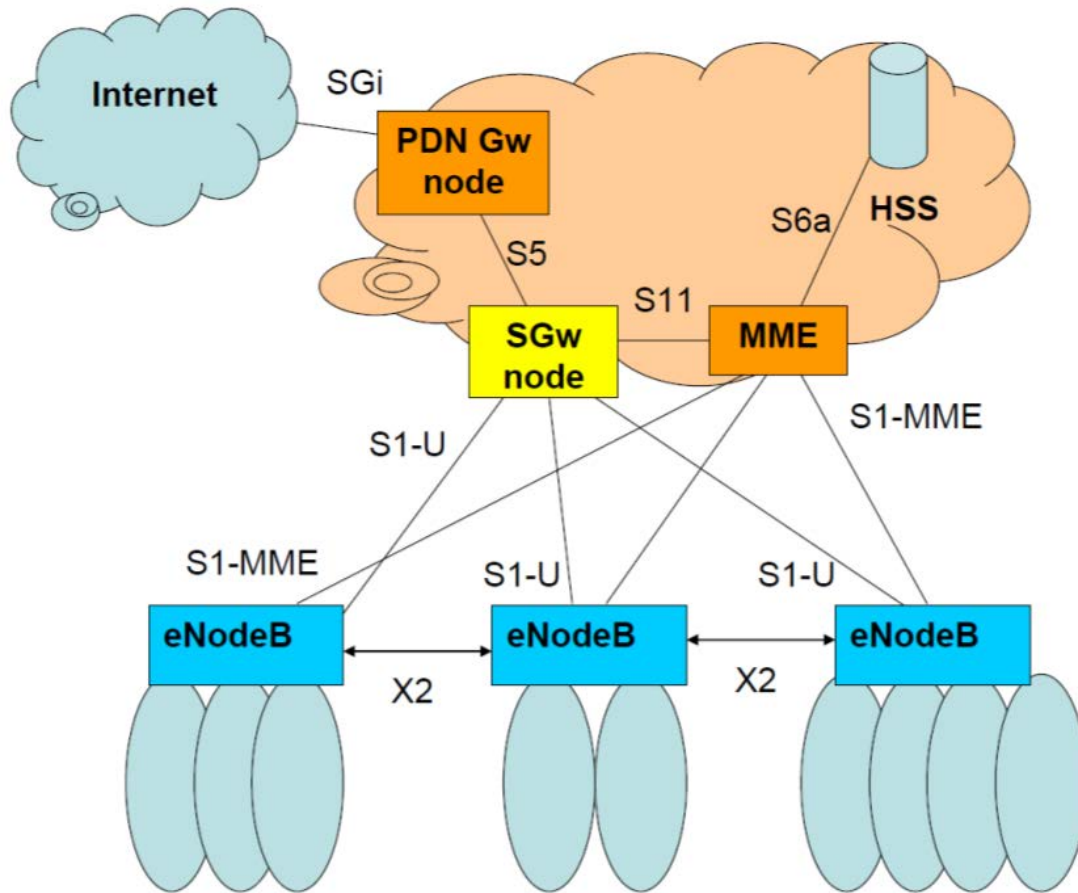 Internet
SGi
PDN Gw
node
HSS
S6a
S5
S11
SGw
node
MME
S1-U
S1-MME
S1-MME
S1-U
S1-U
eNodeB
eNodeB
eNodeB
X2
X2